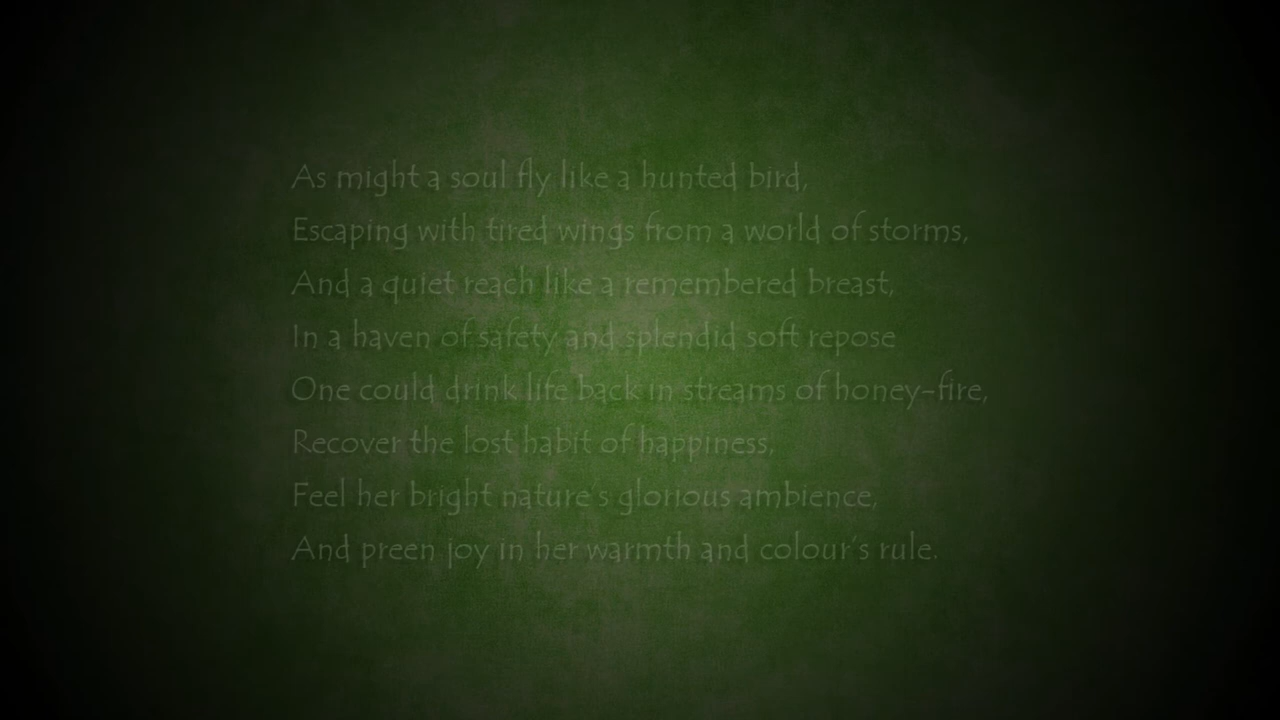 As might a soul fly like a hunted bird,
Escaping with tired wings from a world of storms,
And a quiet reach like a remembered breast,
In a haven of safety and splendid soft repose
One could drink life back in streams of honey-fire,
Recover the lost habit of happiness,
Feel her bright nature's glorious ambience,
And preen joy in her warmth and colour's rule.